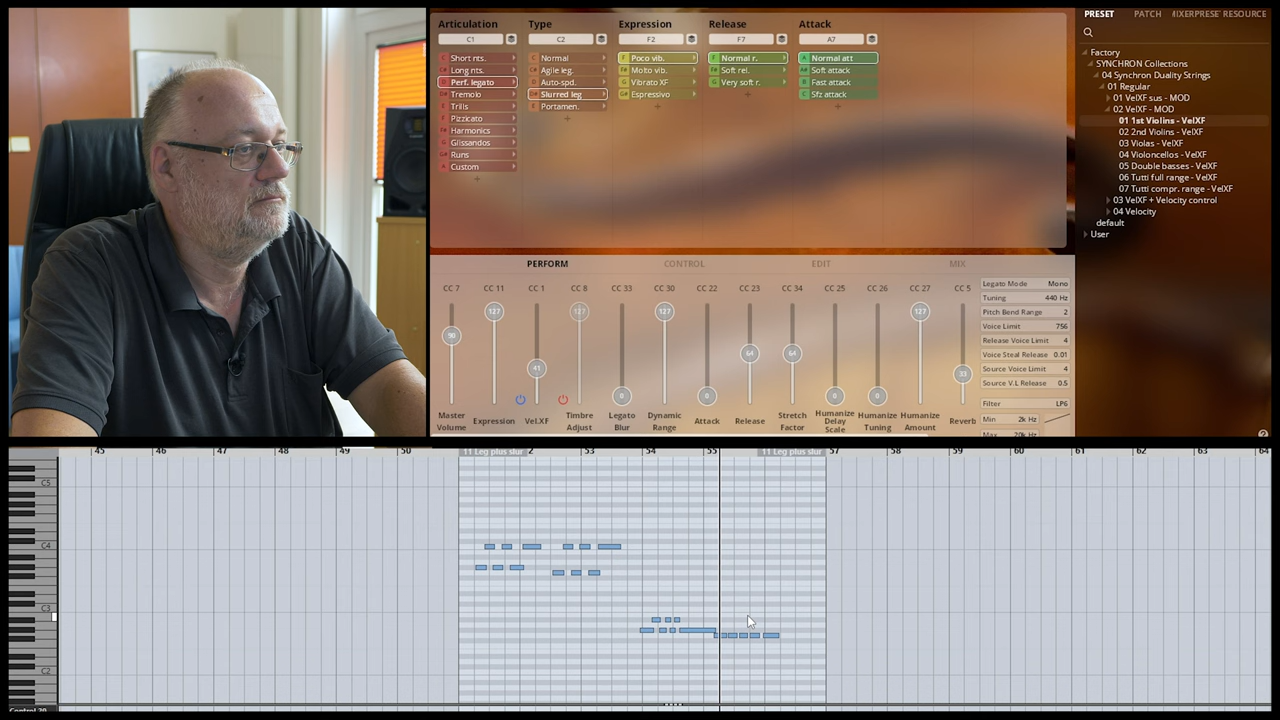 Articulation
Type
Expression
Release
Attack
C1
C2
F2
F7
A7
Short nts.
Long nts.
Perf. legato
Tremolo
Trills
Pizzicato
Harmonics
Glissandos
Runs
Custom
Normal
Agile leg.
Auto-spd.
Slurred leg
Portamen.
Poco vib.
Molto vib.
Vibrato XF
Espressivo
Normal r.
Soft rel.
Very soft r.
Normal att
Soft attack
Fast attack
Sfz attack
PRESET PATCH IXERPRESE RESOURCE
Factory
SYNCHRON Collections
04 Synchron Duality Strings
01 Regular
01 VelXF sus - MOD
02 VelXF - MOD
01 1st Violins - VelXF
02 2nd Violins - VelXF
03 Violas - VelXF
04 Violoncellos - VelXF
05 Double basses - VelXF
06 Tutti full range - VelXF
07 Tutti compr. range - VelXF
03 VelXF + Velocity control
04 Velocity
default
User
PERFORM CONTROL EDIT MIX
CC 7 CC 11 CC 1 CC 8 CC 33 CC 30 CC 22 CC 23 CC 34 CC 25 CC 26 CC 27 CC 5
127 41 127 0 127 0 64 64 0 0 127 33
Master Volume
Expression
Vel.XF
Timbre Adjust
Legato Blur
Dynamic Range
Attack
Release
Stretch Factor
Humanize Delay Scale
Humanize Tuning
Humanize Amount
Reverb
Legato Mode Mono
Tuning 440 Hz
Pitch Bend Range 2
Voice Limit 756
Release Voice Limit 4
Voice Steal Release 0.01
Source Voice Limit 4
Source V.L Release 0.5
Filter LP6
Min 2k Hz
Max 20k Hz
45 46 47 48 49 50 11 Leg plus slur 2 53 54 55 11 Leg plus slur 57 58 59 60 61 62 63 64
C5
C4
C3
C2